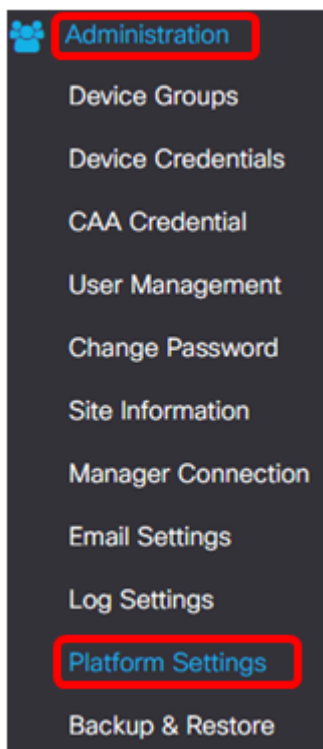 Administration
Device Groups
Device Credentials
CAA Credential
User Management
Change Password
Site Information
Manager Connection
Email Settings
Log Settings
Platform Settings
Backup & Restore